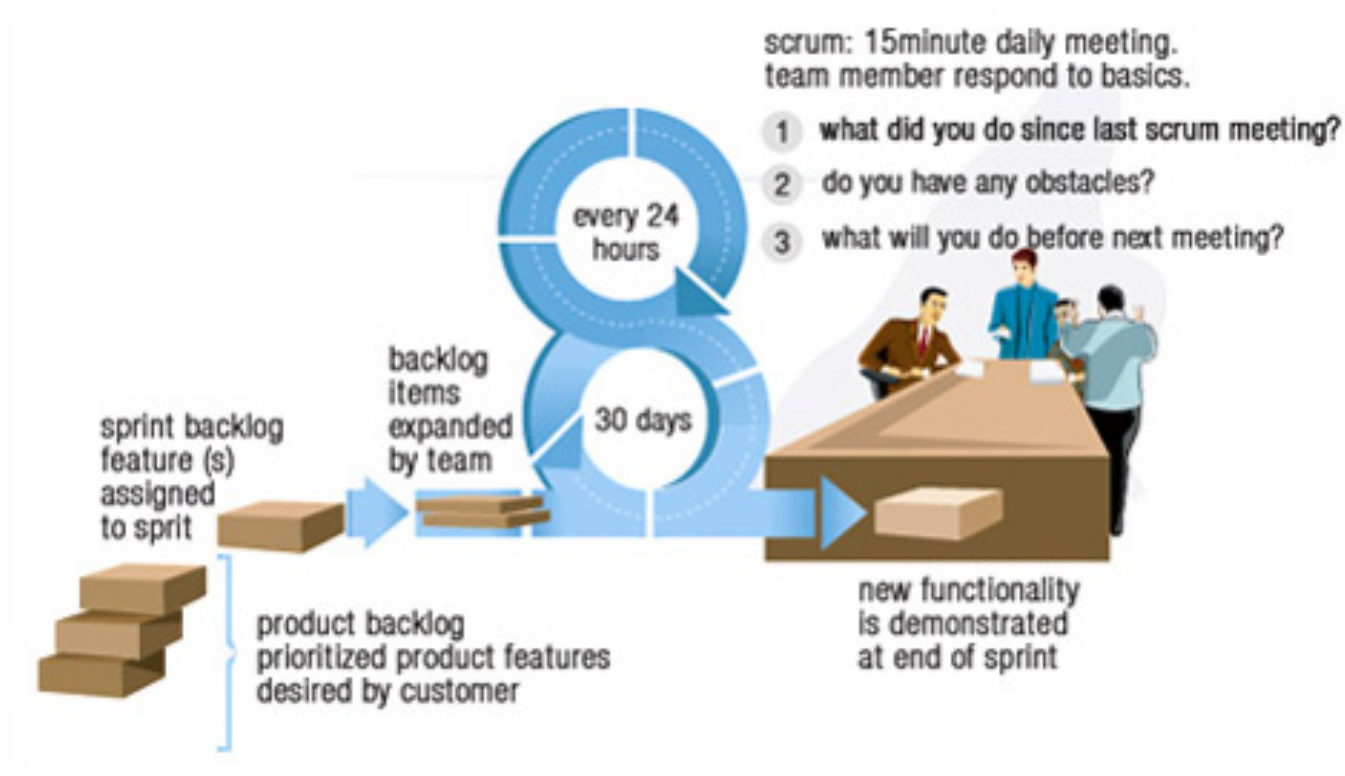 scrum: 15minute daily meeting.
team member respond to basics.
1 what did you do since last scrum meeting?
2 do you have any obstacles?
3 what will you do before next meeting?
every 24
hours
30 days
backlog
items
expanded
by team
sprint backlog
feature (s)
assigned
to sprit
product backlog
prioritized product features
desired by customer
new functionality
is demonstrated
at end of sprint